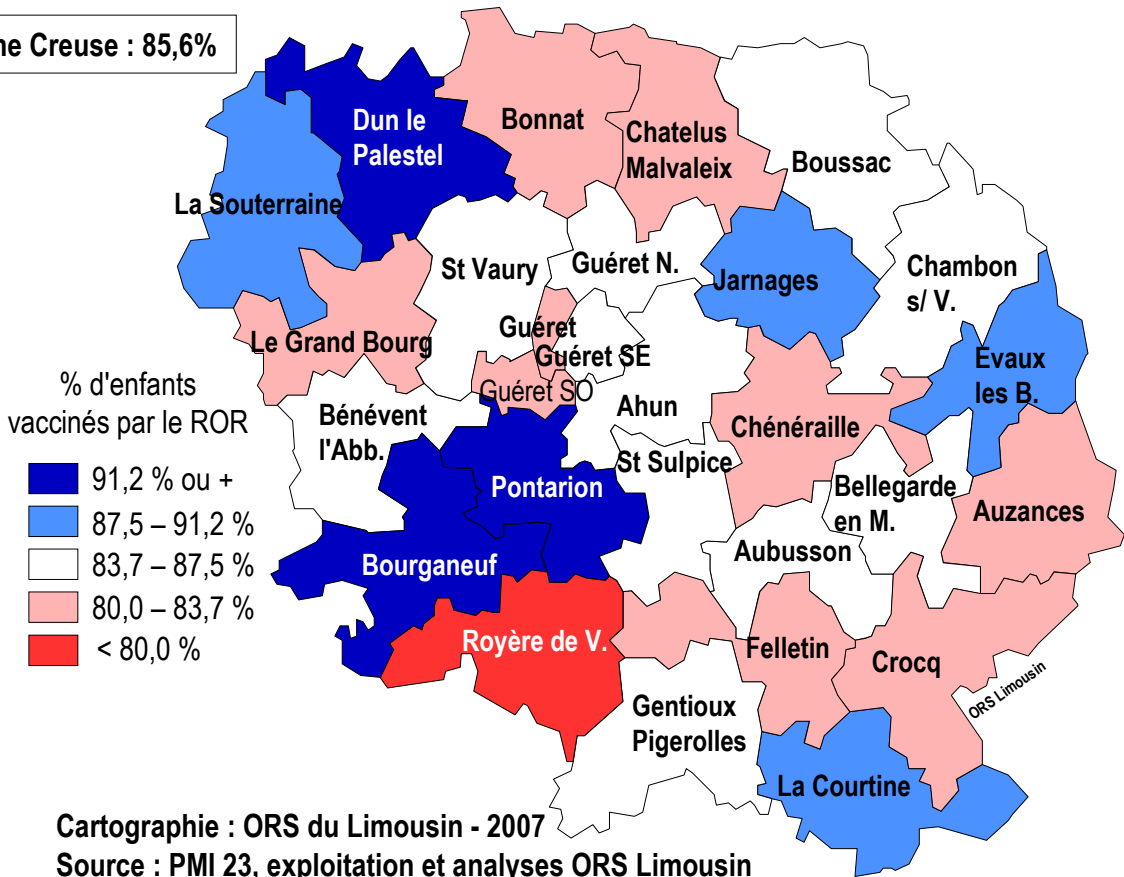 ne Creuse : 85,6%
Dun le
Palestel
Bonnat
Chatelus
Malvaleix
Boussac
La Souterraine
St Vaury
Guéret N.
Jarnages
Chambon
s/ V.
Le Grand Bourg
Guéret
Guéret SE
Evaux
les B.
Guéret SO
% d'enfants
vaccinés par le ROR
91,2 % ou +
87,5 – 91,2 %
83,7 – 87,5 %
80,0 – 83,7 %
< 80,0 %
Bénévent
l'Abb.
Ahun
Chénéraille
St Sulpice
Pontarion
Bellegarde
en M.
Auzances
Bourganeuf
Aubusson
Royère de V.
Felletin
Crocq
ORS Limousin
Gentioux
Pigerolles
La Courtine
Cartographie : ORS du Limousin - 2007
Source : PMI 23, exploitation et analyses ORS Limousin